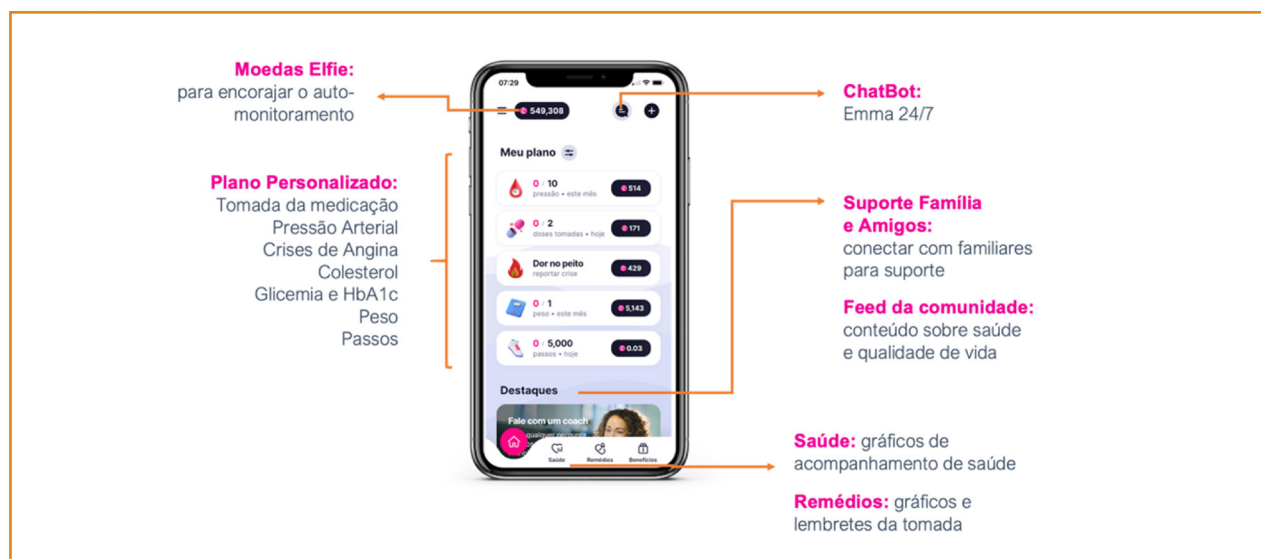 Moedas Elfie:
para encorajar o auto-
monitoramento
Plano Personalizado:
Tomada da medicação
Pressão Arterial
Crises de Angina
Colesterol
Glicemia e HbA1c
Peso
Passos
07:29
549,308
Meu plano
0 / 10
pressão • este mês
514
0 / 2
doses tomadas • hoje
171
Dor no peito
reportar crise
429
0 / 1
peso • este mês
5,143
0 / 5,000
passos • hoje
0.03
Destaques
Fale com um coach
qualquer pergunta
Saúde
Remédios
Benefícios
ChatBot:
Emma 24/7
Suporte Família
e Amigos:
conectar com familiares
para suporte
Feed da comunidade:
conteúdo sobre saúde
e qualidade de vida
Saúde: gráficos de
acompanhamento de saúde
Remédios: gráficos e
lembretes da tomada